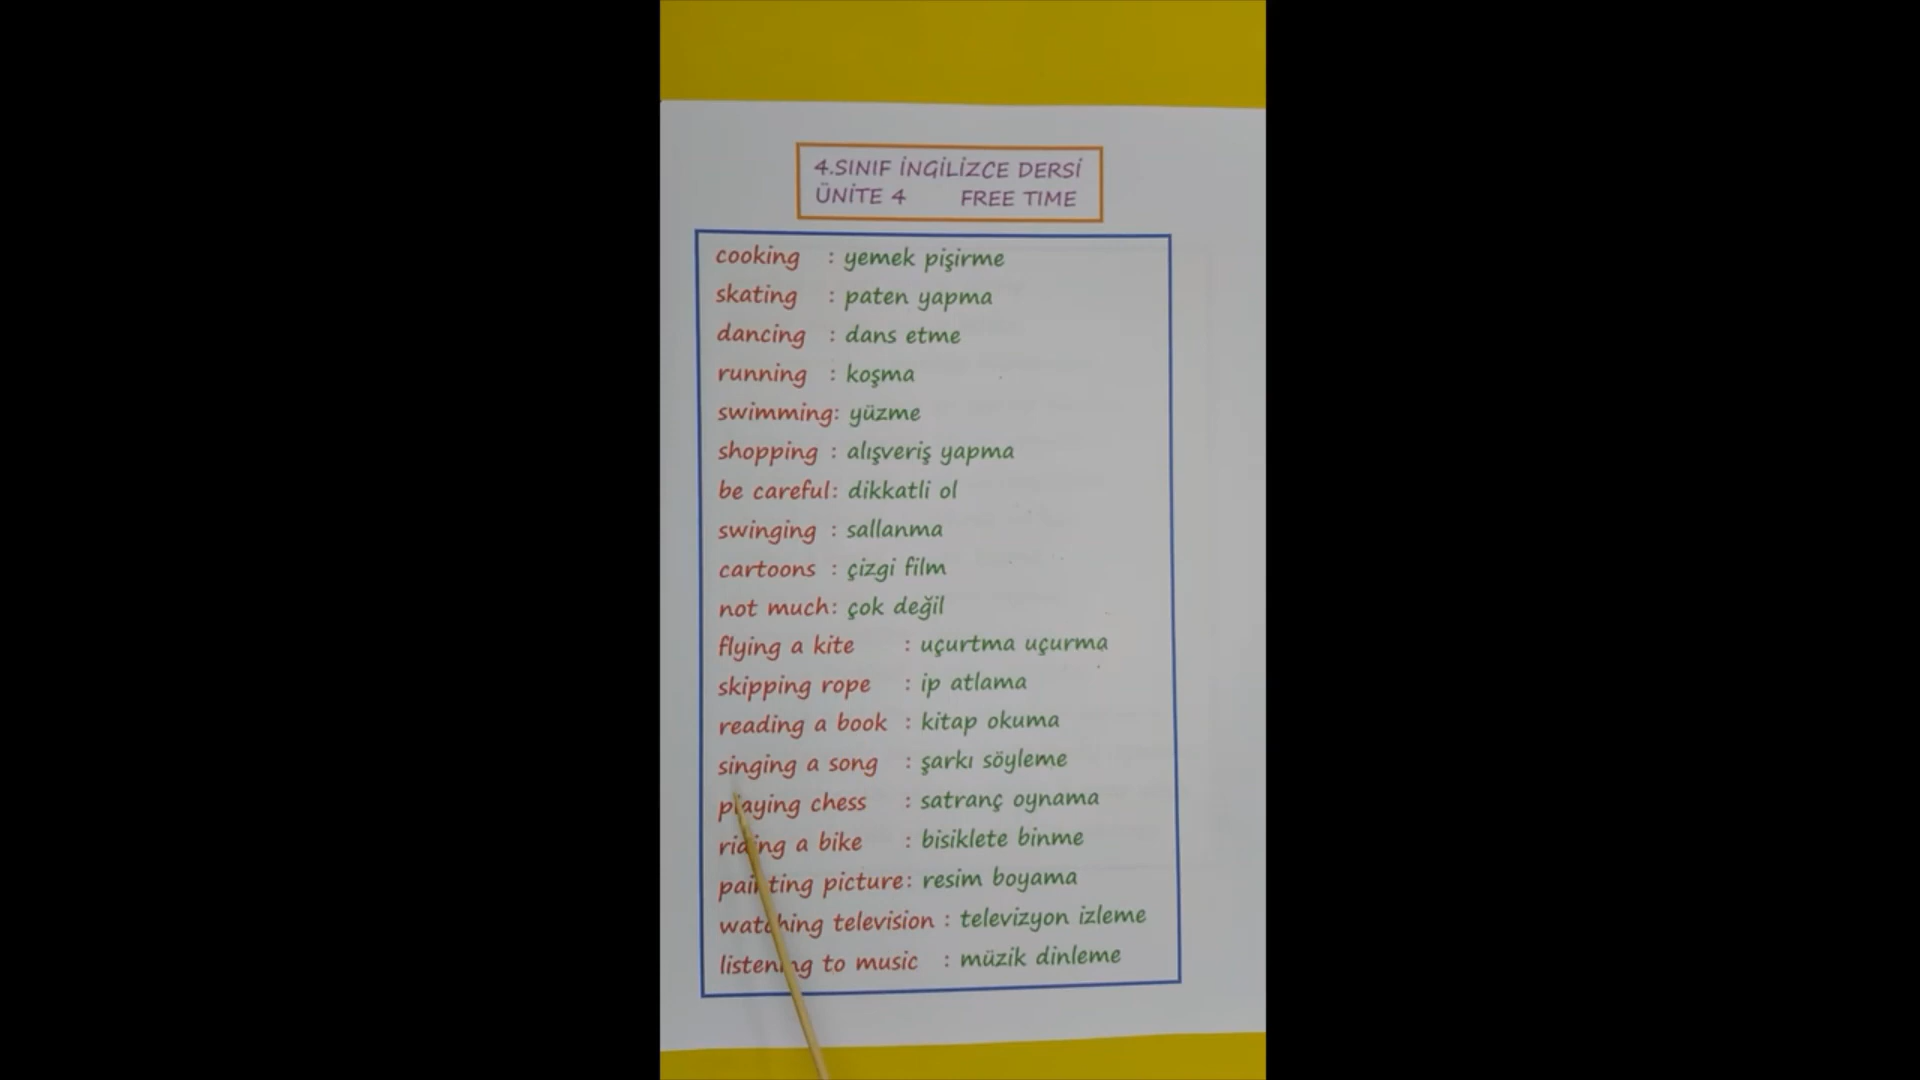 4.SINIF İNGİLİZCE DERSİ
ÜNİTE 4 FREE TIME
cooking : yemek pişirme
skating : paten yapma
dancing : dans etme
running : koşma
swimming: yüzme
shopping : alışveriş yapma
be careful: dikkatli ol
swinging : sallanma
cartoons : çizgi film
not much: çok değil
flying a kite : uçurtma uçurma
skipping rope : ip atlama
reading a book : kitap okuma
singing a song : şarkı söyleme
playing chess : satranç oynama
riding a bike : bisiklete binme
painting picture: resim boyama
watching television : televizyon izleme
listening to music : müzik dinleme